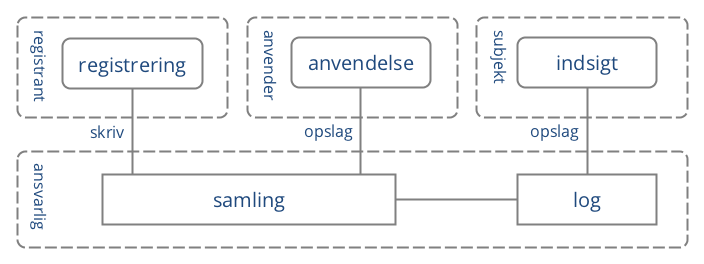 registrant
registrering
anvender
anvendelse
subjekt
indsigt
skriv
opslag
opslag
ansvarlig
samling
log